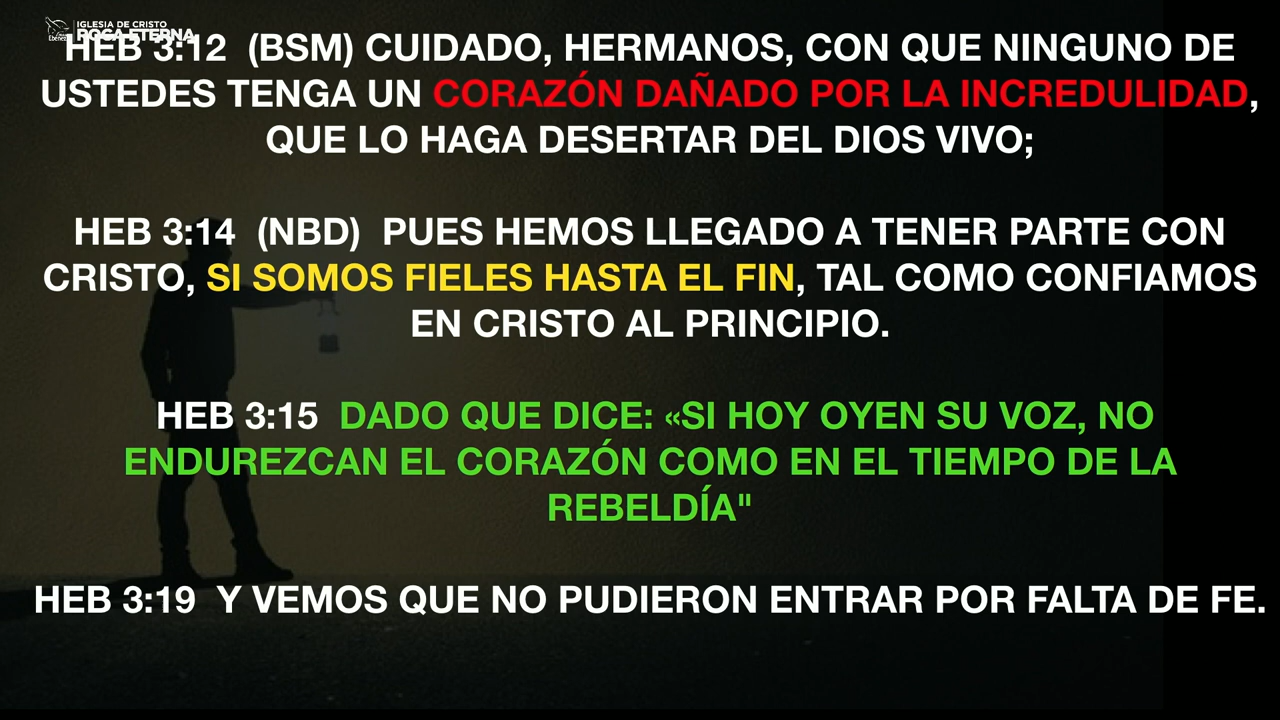 IGLESIA DE CRISTO
ROCA ETERNA
Ebenezer
HEB 3:12 (BSM) CUIDADO, HERMANOS, CON QUE NINGUNO DE
USTEDES TENGA UN CORAZÓN DAÑADO POR LA INCREDULIDAD,
QUE LO HAGA DESERTAR DEL DIOS VIVO;
HEB 3:14 (NBD) PUES HEMOS LLEGADO A TENER PARTE CON
CRISTO, SI SOMOS FIELES HASTA EL FIN, TAL COMO CONFIAMOS
EN CRISTO AL PRINCIPIO.
HEB 3:15 DADO QUE DICE: «SI HOY OYEN SU VOZ, NO
ENDUREZCAN EL CORAZÓN COMO EN EL TIEMPO DE LA
REBELDÍA"
HEB 3:19 Y VEMOS QUE NO PUDIERON ENTRAR POR FALTA DE FE.